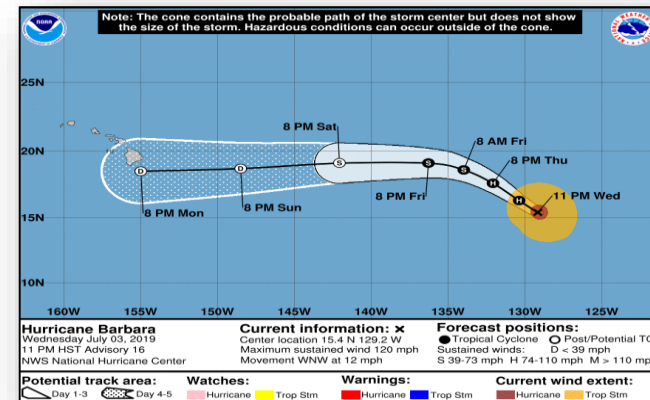 Note: The cone contains the probable path of the storm center but does not show
the size of the storm. Hazardous conditions can occur outside of the cone.
NOAA
25N
8 PM Sat
8 AM Fri
20N
8 PM Thu
S
S
S
D
D
H
H
8 PM Fri
11 PM Wed
8 PM Mon
8 PM Sun
15N
10N
160W 155W 150W 145W 140W 135W 130W 125W
Hurricane Barbara
Wednesday July 03, 2019
11 PM HST Advisory 16
NWS National Hurricane Center
Current information: ×
Center location 15.4 N 129.2 W
Maximum sustained wind 120 mph
Movement WNW at 12 mph
Forecast positions:
Tropical Cyclone Post/Potential TC
Sustained winds: D < 39 mph
S 39-73 mph H 74-110 mph M > 110 mph
Potential track area:
Day 1-3 Day 4-5
Watches:
Hurricane Trop Stm
Warnings:
Hurricane Trop Stm
Current wind extent:
Hurricane Trop Stm